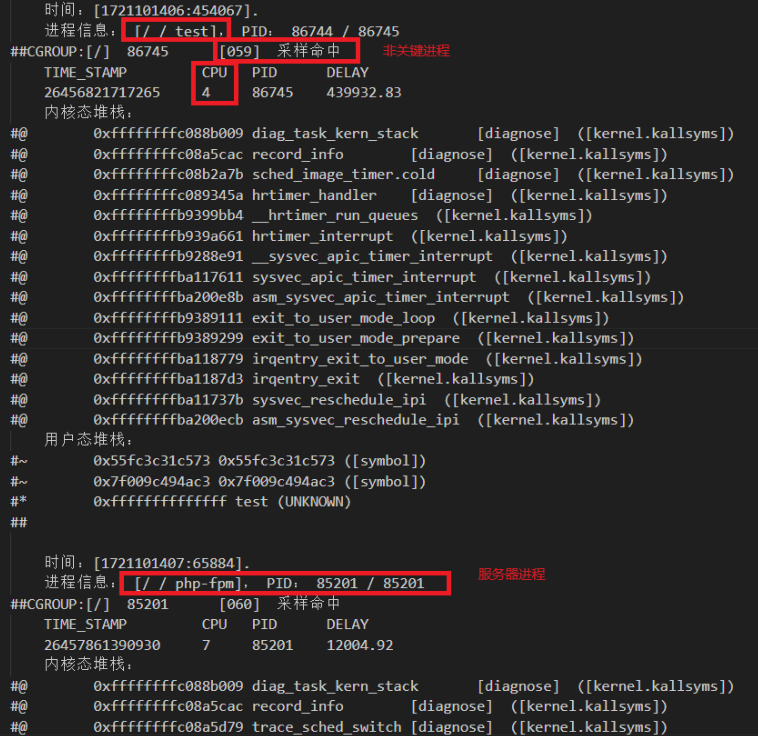 时间：[1721101406:454067].
进程信息： [/ / test]， PID： 86744 / 86745
##CGROUP:[/]  86745      [059]  采样命中 非关键进程
TIME_STAMP         CPU   PID      DELAY
26456821717265     4     86745    439932.83
内核态堆栈：
#@        0xffffffffc088b009 diag_task_kern_stack       [diagnose]  ([kernel.kallsyms])
#@        0xffffffffc08a5cac record_info        [diagnose]  ([kernel.kallsyms])
#@        0xffffffffc08b2a7b sched_image_timer.cold     [diagnose]  ([kernel.kallsyms])
#@        0xffffffffc089345a hrtimer_handler    [diagnose]  ([kernel.kallsyms])
#@        0xffffffffb9399bb4 __hrtimer_run_queues  ([kernel.kallsyms])
#@        0xffffffffb939a661 hrtimer_interrupt  ([kernel.kallsyms])
#@        0xffffffffb9288e91 __sysvec_apic_timer_interrupt  ([kernel.kallsyms])
#@        0xffffffffba117611 sysvec_apic_timer_interrupt  ([kernel.kallsyms])
#@        0xffffffffba200e8b asm_sysvec_apic_timer_interrupt  ([kernel.kallsyms])
#@        0xffffffffb9389111 exit_to_user_mode_loop  ([kernel.kallsyms])
#@        0xffffffffb9389299 exit_to_user_mode_prepare  ([kernel.kallsyms])
#@        0xffffffffba118779 irqentry_exit_to_user_mode  ([kernel.kallsyms])
#@        0xffffffffba1187d3 irqentry_exit  ([kernel.kallsyms])
#@        0xffffffffba11737b sysvec_reschedule_ipi  ([kernel.kallsyms])
#@        0xffffffffba200ecb asm_sysvec_reschedule_ipi  ([kernel.kallsyms])
用户态堆栈：
#~        0x55fc3c31c573 0x55fc3c31c573 ([symbol])
#~        0x7f009c494ac3 0x7f009c494ac3 ([symbol])
#*        0xffffffffffffff test (UNKNOWN)
##
时间：[1721101407:65884].
进程信息： [/ / php-fpm]， PID： 85201 / 85201 服务器进程
##CGROUP:[/]  85201      [060]  采样命中
TIME_STAMP         CPU   PID      DELAY
26457861390930     7     85201    12004.92
内核态堆栈：
#@        0xffffffffc088b009 diag_task_kern_stack       [diagnose]  ([kernel.kallsyms])
#@        0xffffffffc08a5cac record_info        [diagnose]  ([kernel.kallsyms])
#@        0xffffffffc08a5d79 trace_sched_switch [diagnose]  ([kernel.kallsyms])